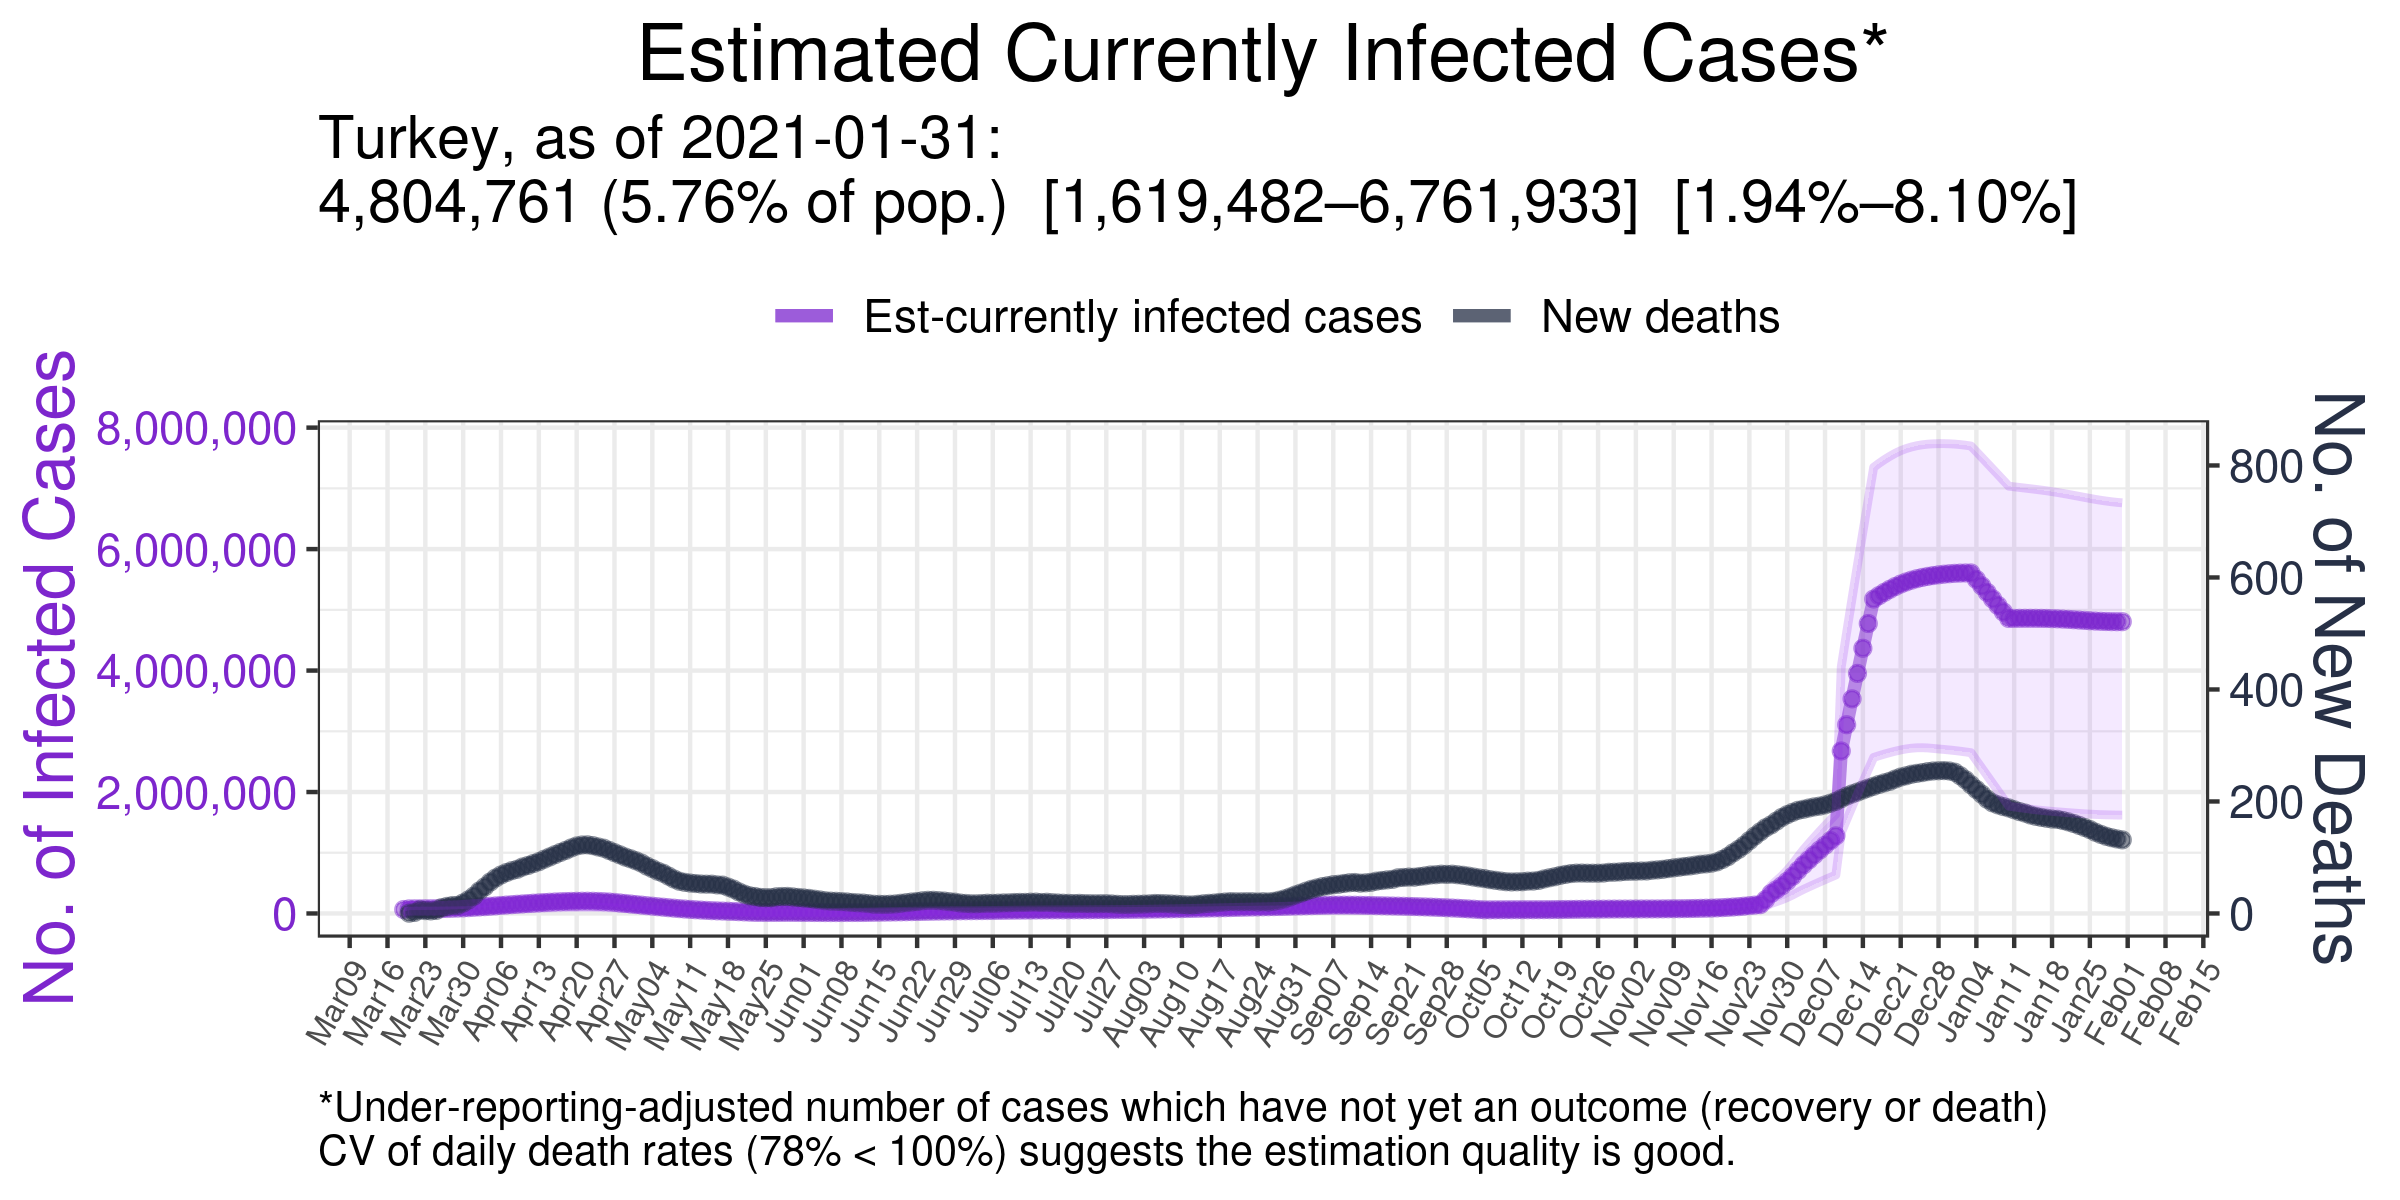 Estimated Currently Infected Cases*
Turkey, as of 2021-01-31:
4,804,761 (5.76% of pop.) [1,619,482–6,761,933] [1.94%–8.10%]
Est-currently infected cases New deaths
No. of Infected Cases
8,000,000
6,000,000
4,000,000
2,000,000
0
800
600
400
200
0
No. of New Deaths
Mar09 Mar16 Mar23 Mar30 Apr06 Apr13 Apr20 Apr27 May04 May11 May18 May25 Jun01 Jun08 Jun15 Jun22 Jun29 Jul06 Jul13 Jul20 Jul27 Aug03 Aug10 Aug17 Aug24 Aug31 Sep07 Sep14 Sep21 Sep28 Oct05 Oct12 Oct19 Oct26 Nov02 Nov09 Nov16 Nov23 Nov30 Dec07 Dec14 Dec21 Dec28 Jan04 Jan11 Jan18 Jan25 Feb01 Feb08 Feb15
*Under-reporting-adjusted number of cases which have not yet an outcome (recovery or death)
CV of daily death rates (78% < 100%) suggests the estimation quality is good.